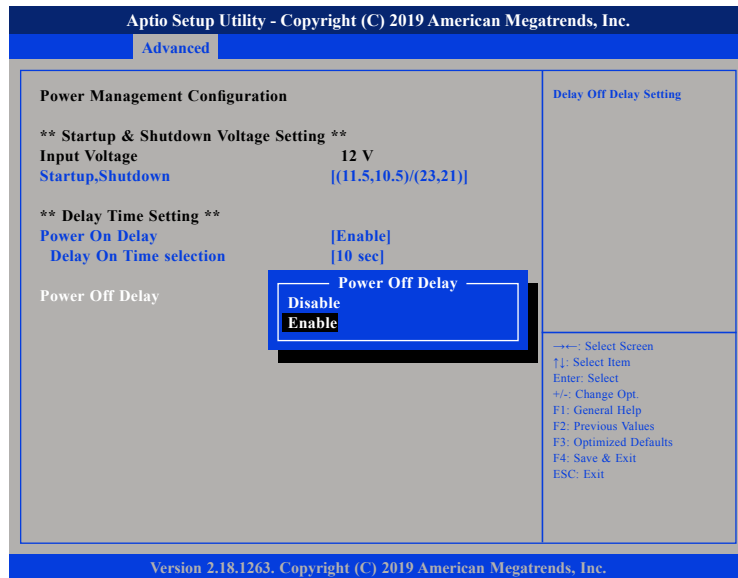 Aptio Setup Utility - Copyright (C) 2019 American Megatrends, Inc.
Advanced
Power Management Configuration
Delay Off Delay Setting
** Startup & Shutdown Voltage Setting **
Input Voltage 12 V
Startup,Shutdown [(11.5,10.5)/(23,21)]
** Delay Time Setting **
Power On Delay [Enable]
Delay On Time selection [10 sec]
Power Off Delay
Power Off Delay
Disable
Enable
→←: Select Screen
↑↓: Select Item
Enter: Select
+/-: Change Opt.
F1: General Help
F2: Previous Values
F3: Optimized Defaults
F4: Save & Exit
ESC: Exit
Version 2.18.1263. Copyright (C) 2019 American Megatrends, Inc.